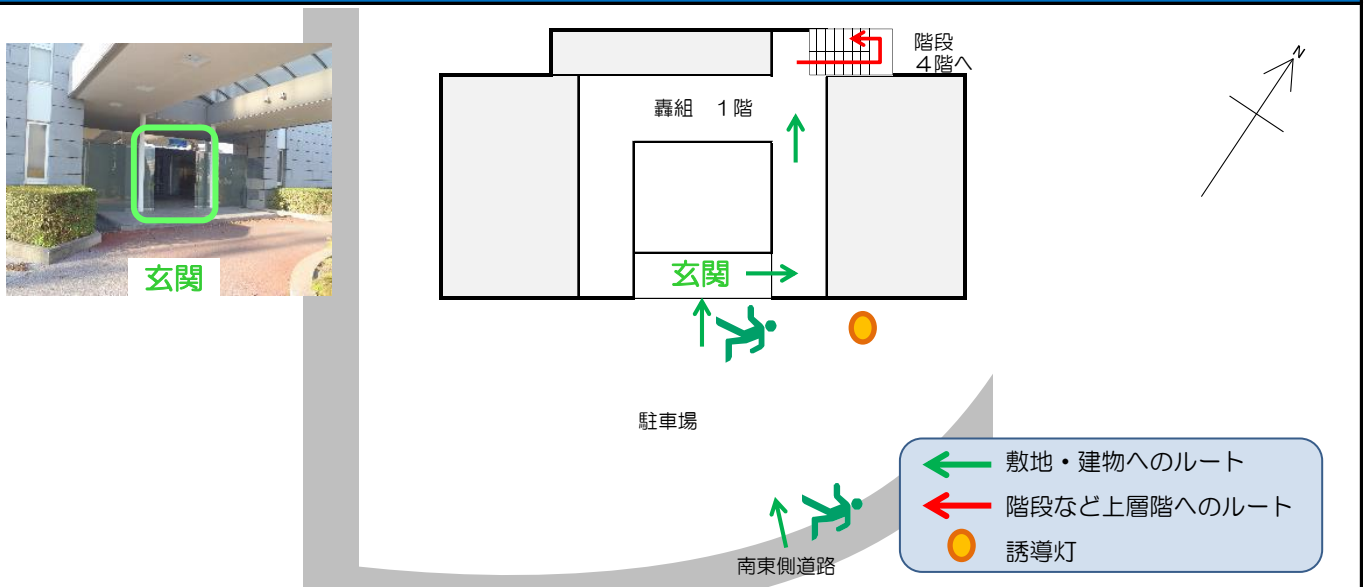 階段
４階へ
N
轟組　１階
玄関
玄関
駐車場
敷地・建物へのルート
階段など上層階へのルート
誘導灯
南東側道路